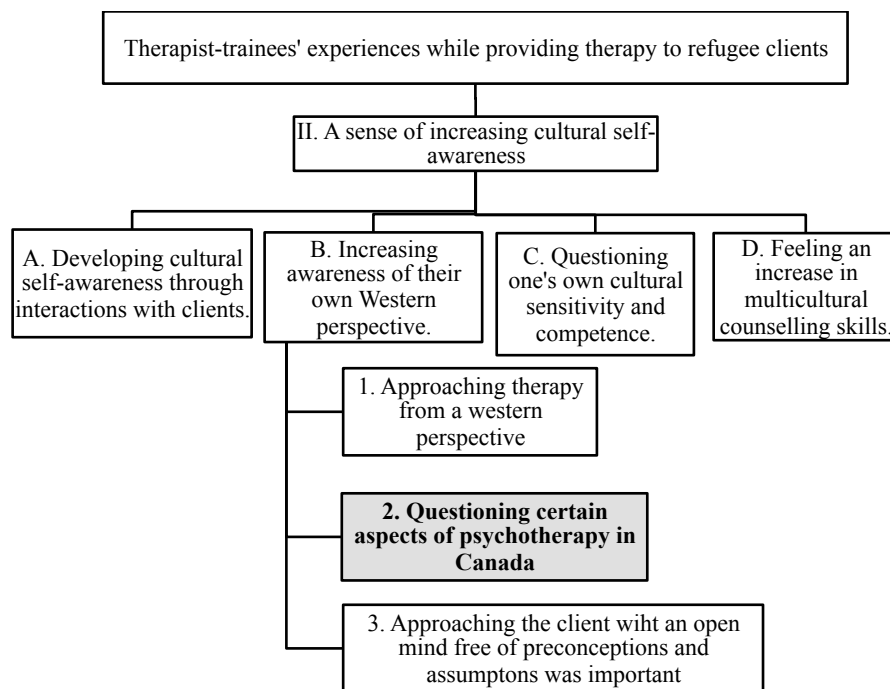 Therapist-trainees' experiences while providing therapy to refugee clients
II. A sense of increasing cultural self-
awareness
A. Developing cultural
self-awareness through
interactions with clients.
B. Increasing
awareness of their
own Western
perspective.
C. Questioning
one's own cultural
sensitivity and
competence.
D. Feeling an
increase in
multicultural
counselling skills.
1. Approaching therapy
from a western
perspective
2. Questioning certain
aspects of psychotherapy in
Canada
3. Approaching the client wiht an open
mind free of preconceptions and
assumptons was important